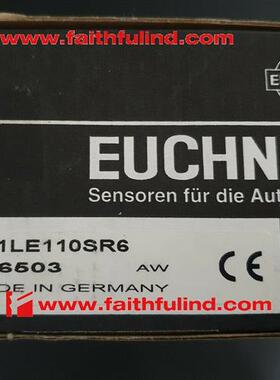 www.faithfulind.com
EUCHN
Sensoren für die Aut
1LE110SR6
6503 AW
DE IN GERMANY
CE
www.faithfulind.com